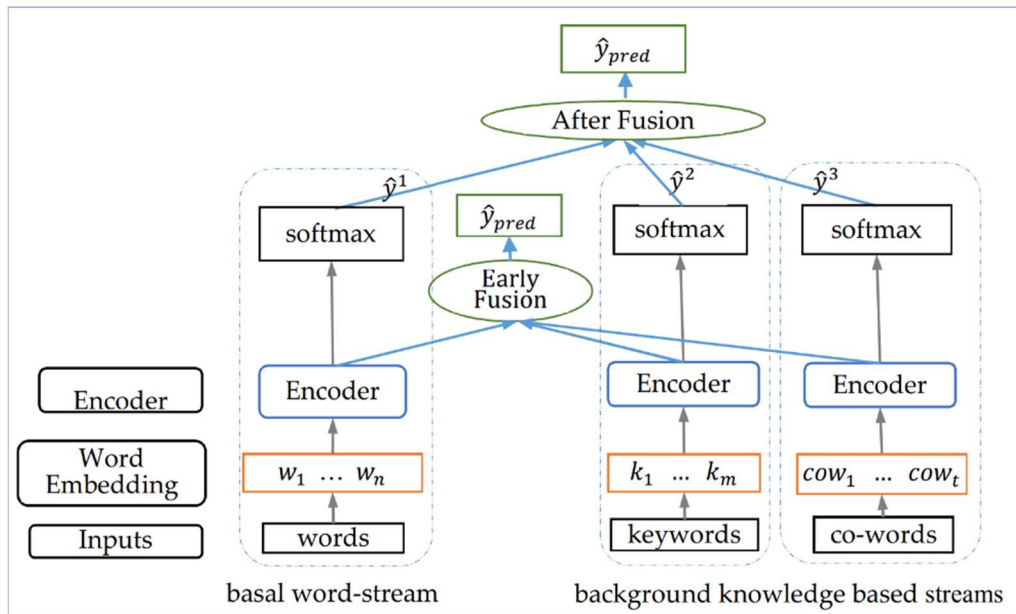 ŷ_pred
After Fusion
ŷ¹ ŷ² ŷ³
softmax ŷ_pred softmax softmax
Early
Fusion
Encoder Encoder Encoder Encoder
Word
Embedding
w₁ … wₙ k₁ … kₘ cow₁ … cowₜ
Inputs words keywords co-words
basal word-stream background knowledge based streams